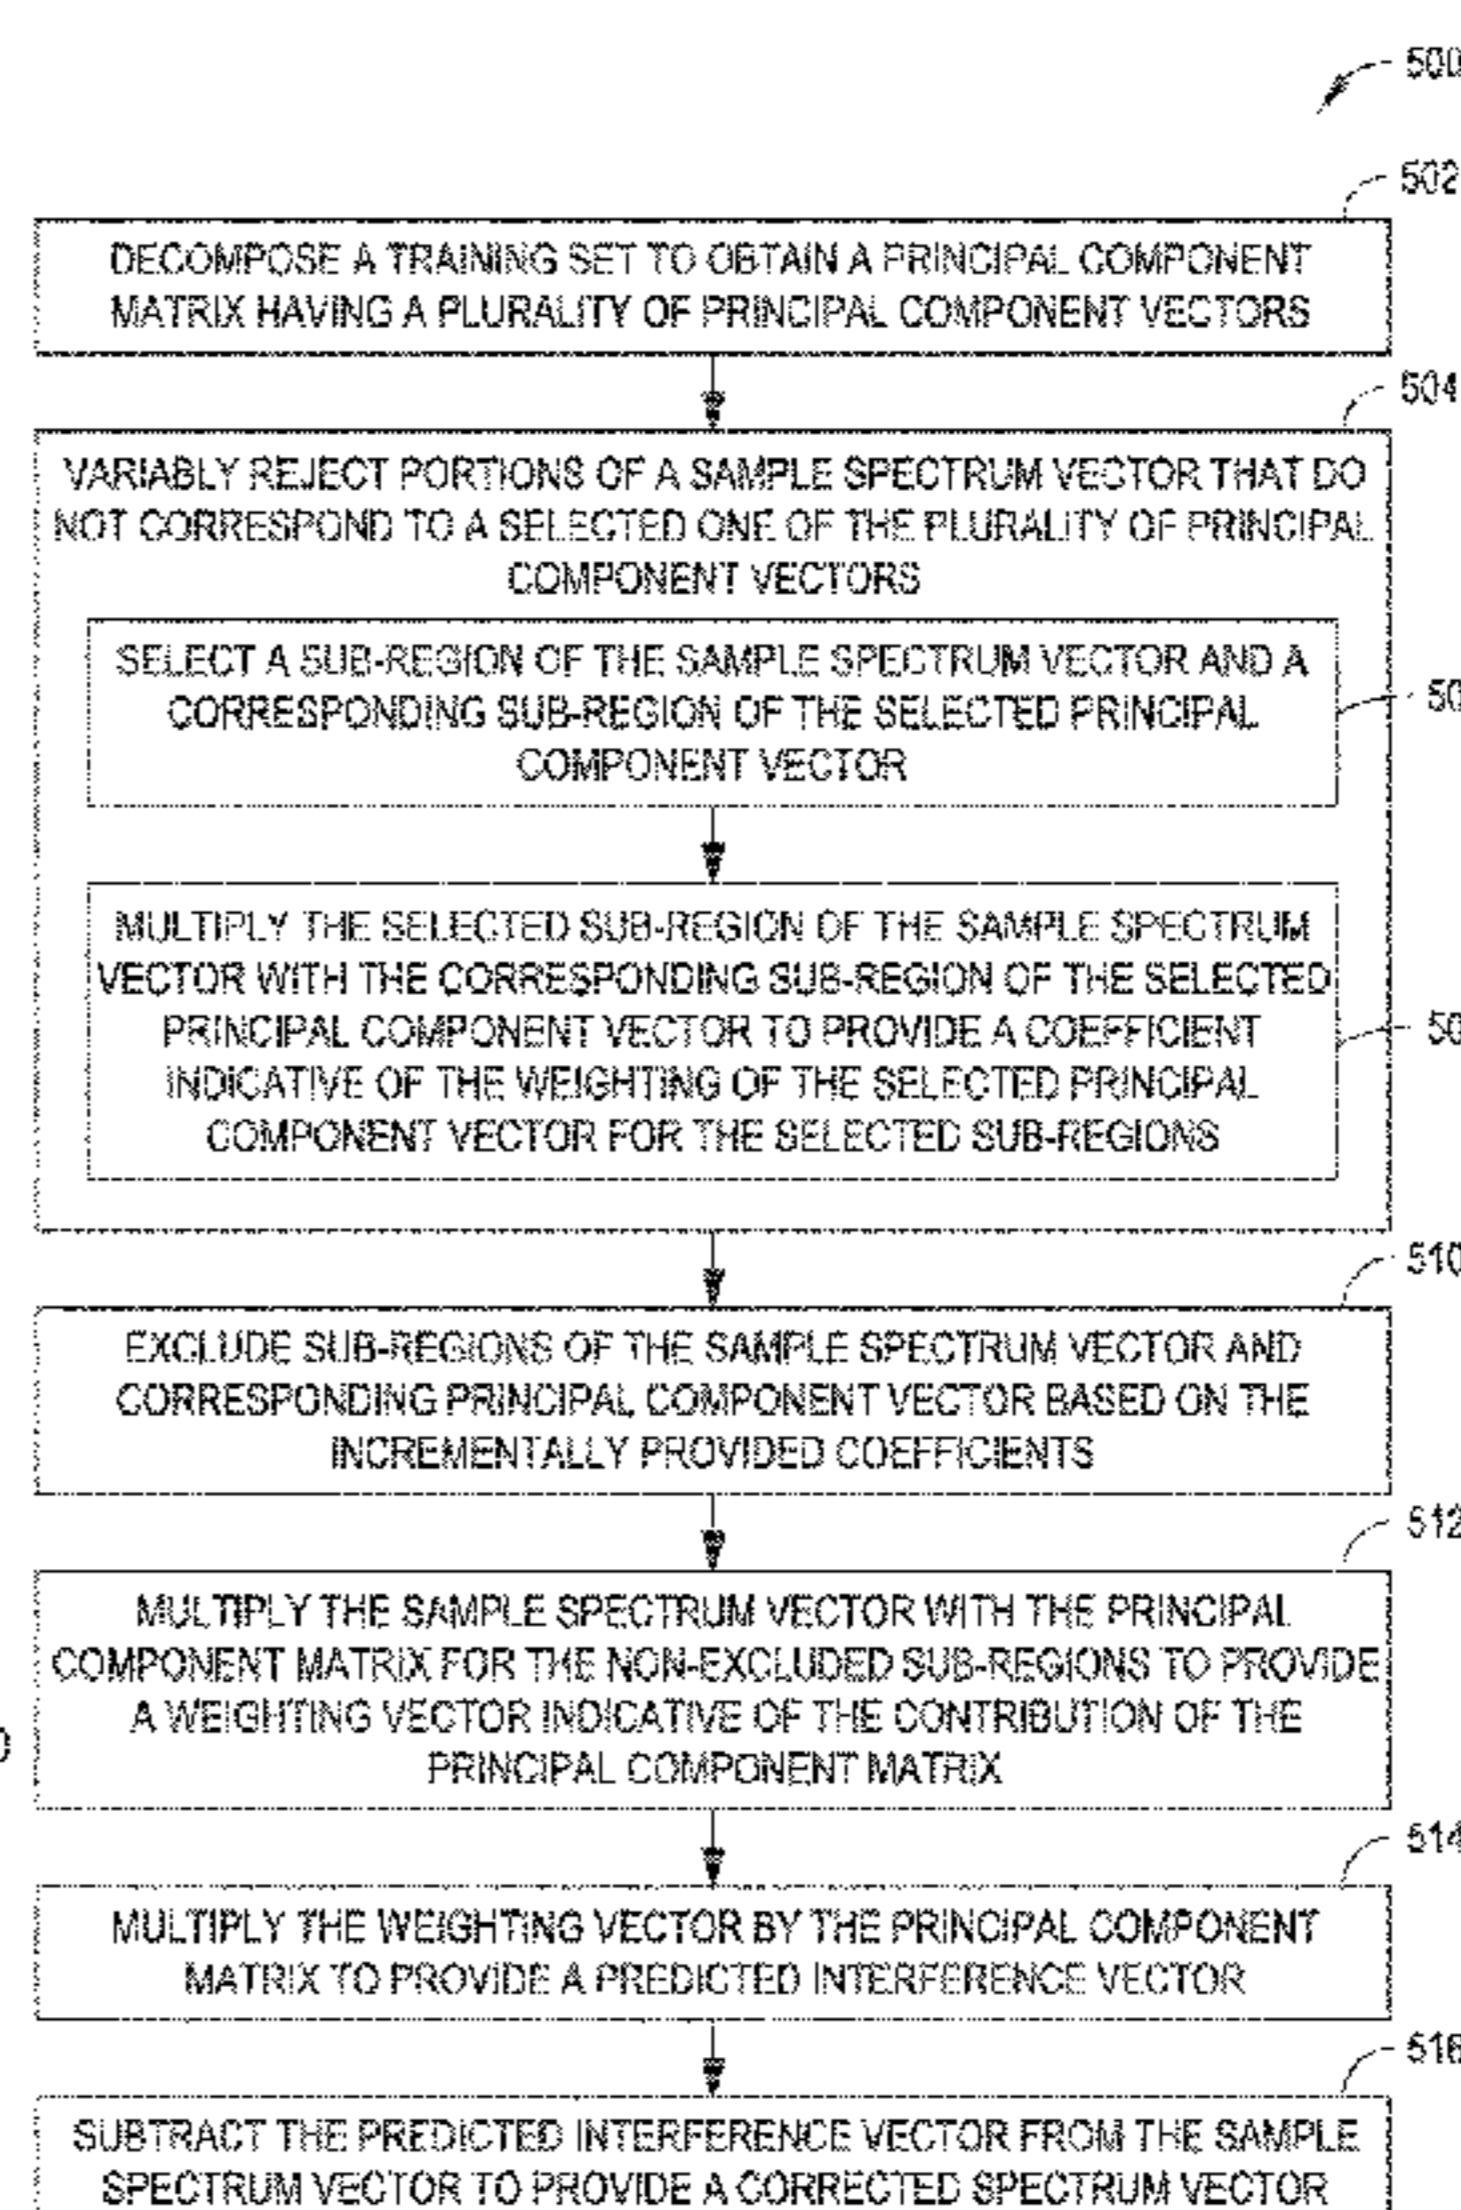 500
502
DECOMPOSE A TRAINING SET TO OBTAIN A PRINCIPAL COMPONENT
MATRIX HAVING A PLURALITY OF PRINCIPAL COMPONENT VECTORS
504
VARIABLY REJECT PORTIONS OF A SAMPLE SPECTRUM VECTOR THAT DO
NOT CORRESPOND TO A SELECTED ONE OF THE PLURALITY OF PRINCIPAL
COMPONENT VECTORS
SELECT A SUB-REGION OF THE SAMPLE SPECTRUM VECTOR AND A
CORRESPONDING SUB-REGION OF THE SELECTED PRINCIPAL
COMPONENT VECTOR
50
MULTIPLY THE SELECTED SUB-REGION OF THE SAMPLE SPECTRUM
VECTOR WITH THE CORRESPONDING SUB-REGION OF THE SELECTED
PRINCIPAL COMPONENT VECTOR TO PROVIDE A COEFFICIENT
INDICATIVE OF THE WEIGHTING OF THE SELECTED PRINCIPAL
COMPONENT VECTOR FOR THE SELECTED SUB-REGIONS
50
510
EXCLUDE SUB-REGIONS OF THE SAMPLE SPECTRUM VECTOR AND
CORRESPONDING PRINCIPAL COMPONENT VECTOR BASED ON THE
INCREMENTALLY PROVIDED COEFFICIENTS
512
MULTIPLY THE SAMPLE SPECTRUM VECTOR WITH THE PRINCIPAL
COMPONENT MATRIX FOR THE NON-EXCLUDED SUB-REGIONS TO PROVIDE
A WEIGHTING VECTOR INDICATIVE OF THE CONTRIBUTION OF THE
PRINCIPAL COMPONENT MATRIX
514
MULTIPLY THE WEIGHTING VECTOR BY THE PRINCIPAL COMPONENT
MATRIX TO PROVIDE A PREDICTED INTERFERENCE VECTOR
516
SUBTRACT THE PREDICTED INTERFERENCE VECTOR FROM THE SAMPLE
SPECTRUM VECTOR TO PROVIDE A CORRECTED SPECTRUM VECTOR